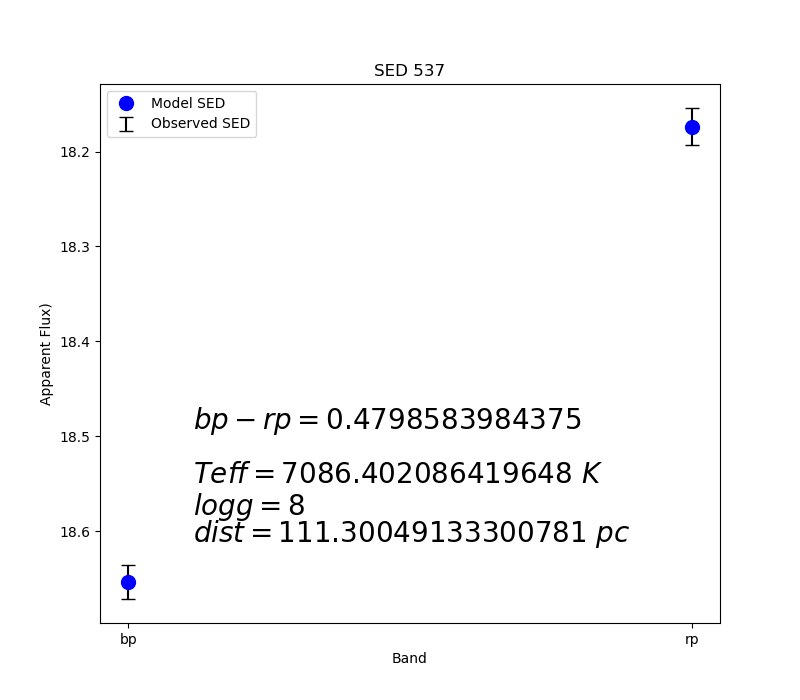 SED 537
Model SED
Observed SED
18.2
18.3
18.4
18.5
18.6
Apparent Flux)
bp − rp = 0.4798583984375
Teff = 7086.402086419648 K
logg = 8
dist = 111.30049133300781 pc
bp
rp
Band